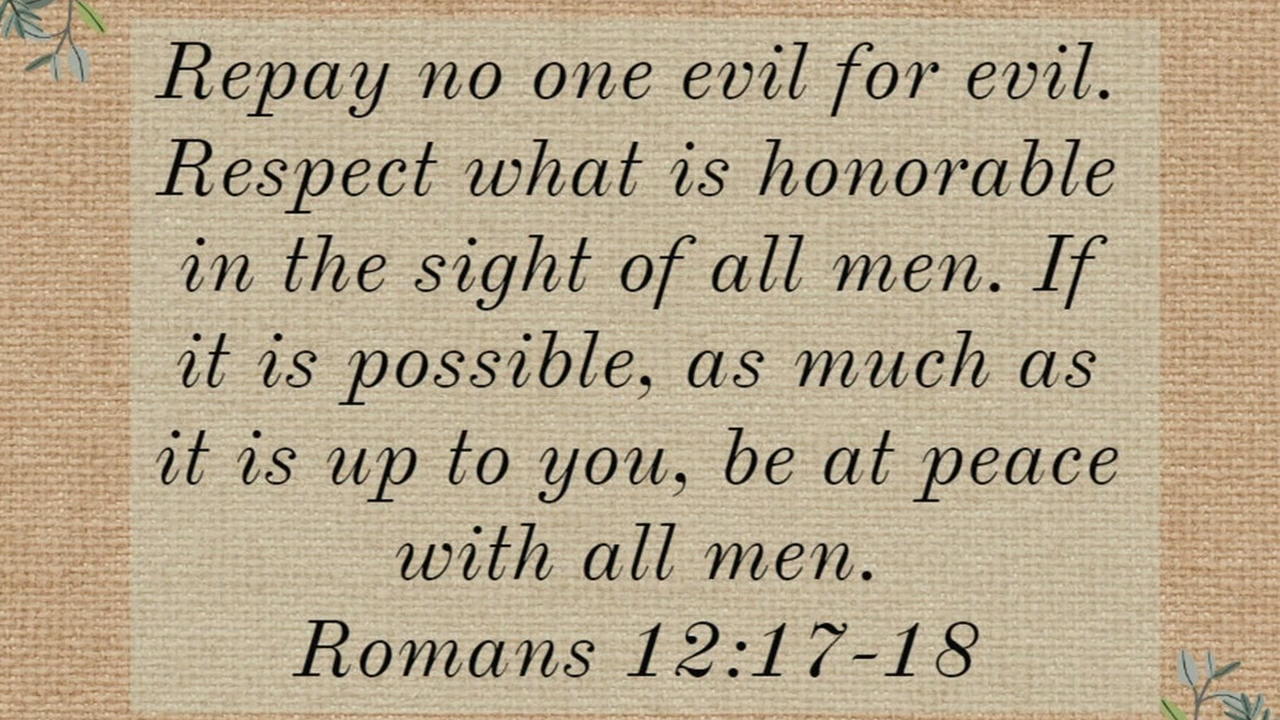 Repay no one evil for evil.
Respect what is honorable
in the sight of all men. If
it is possible, as much as
it is up to you, be at peace
with all men.
Romans 12:17-18